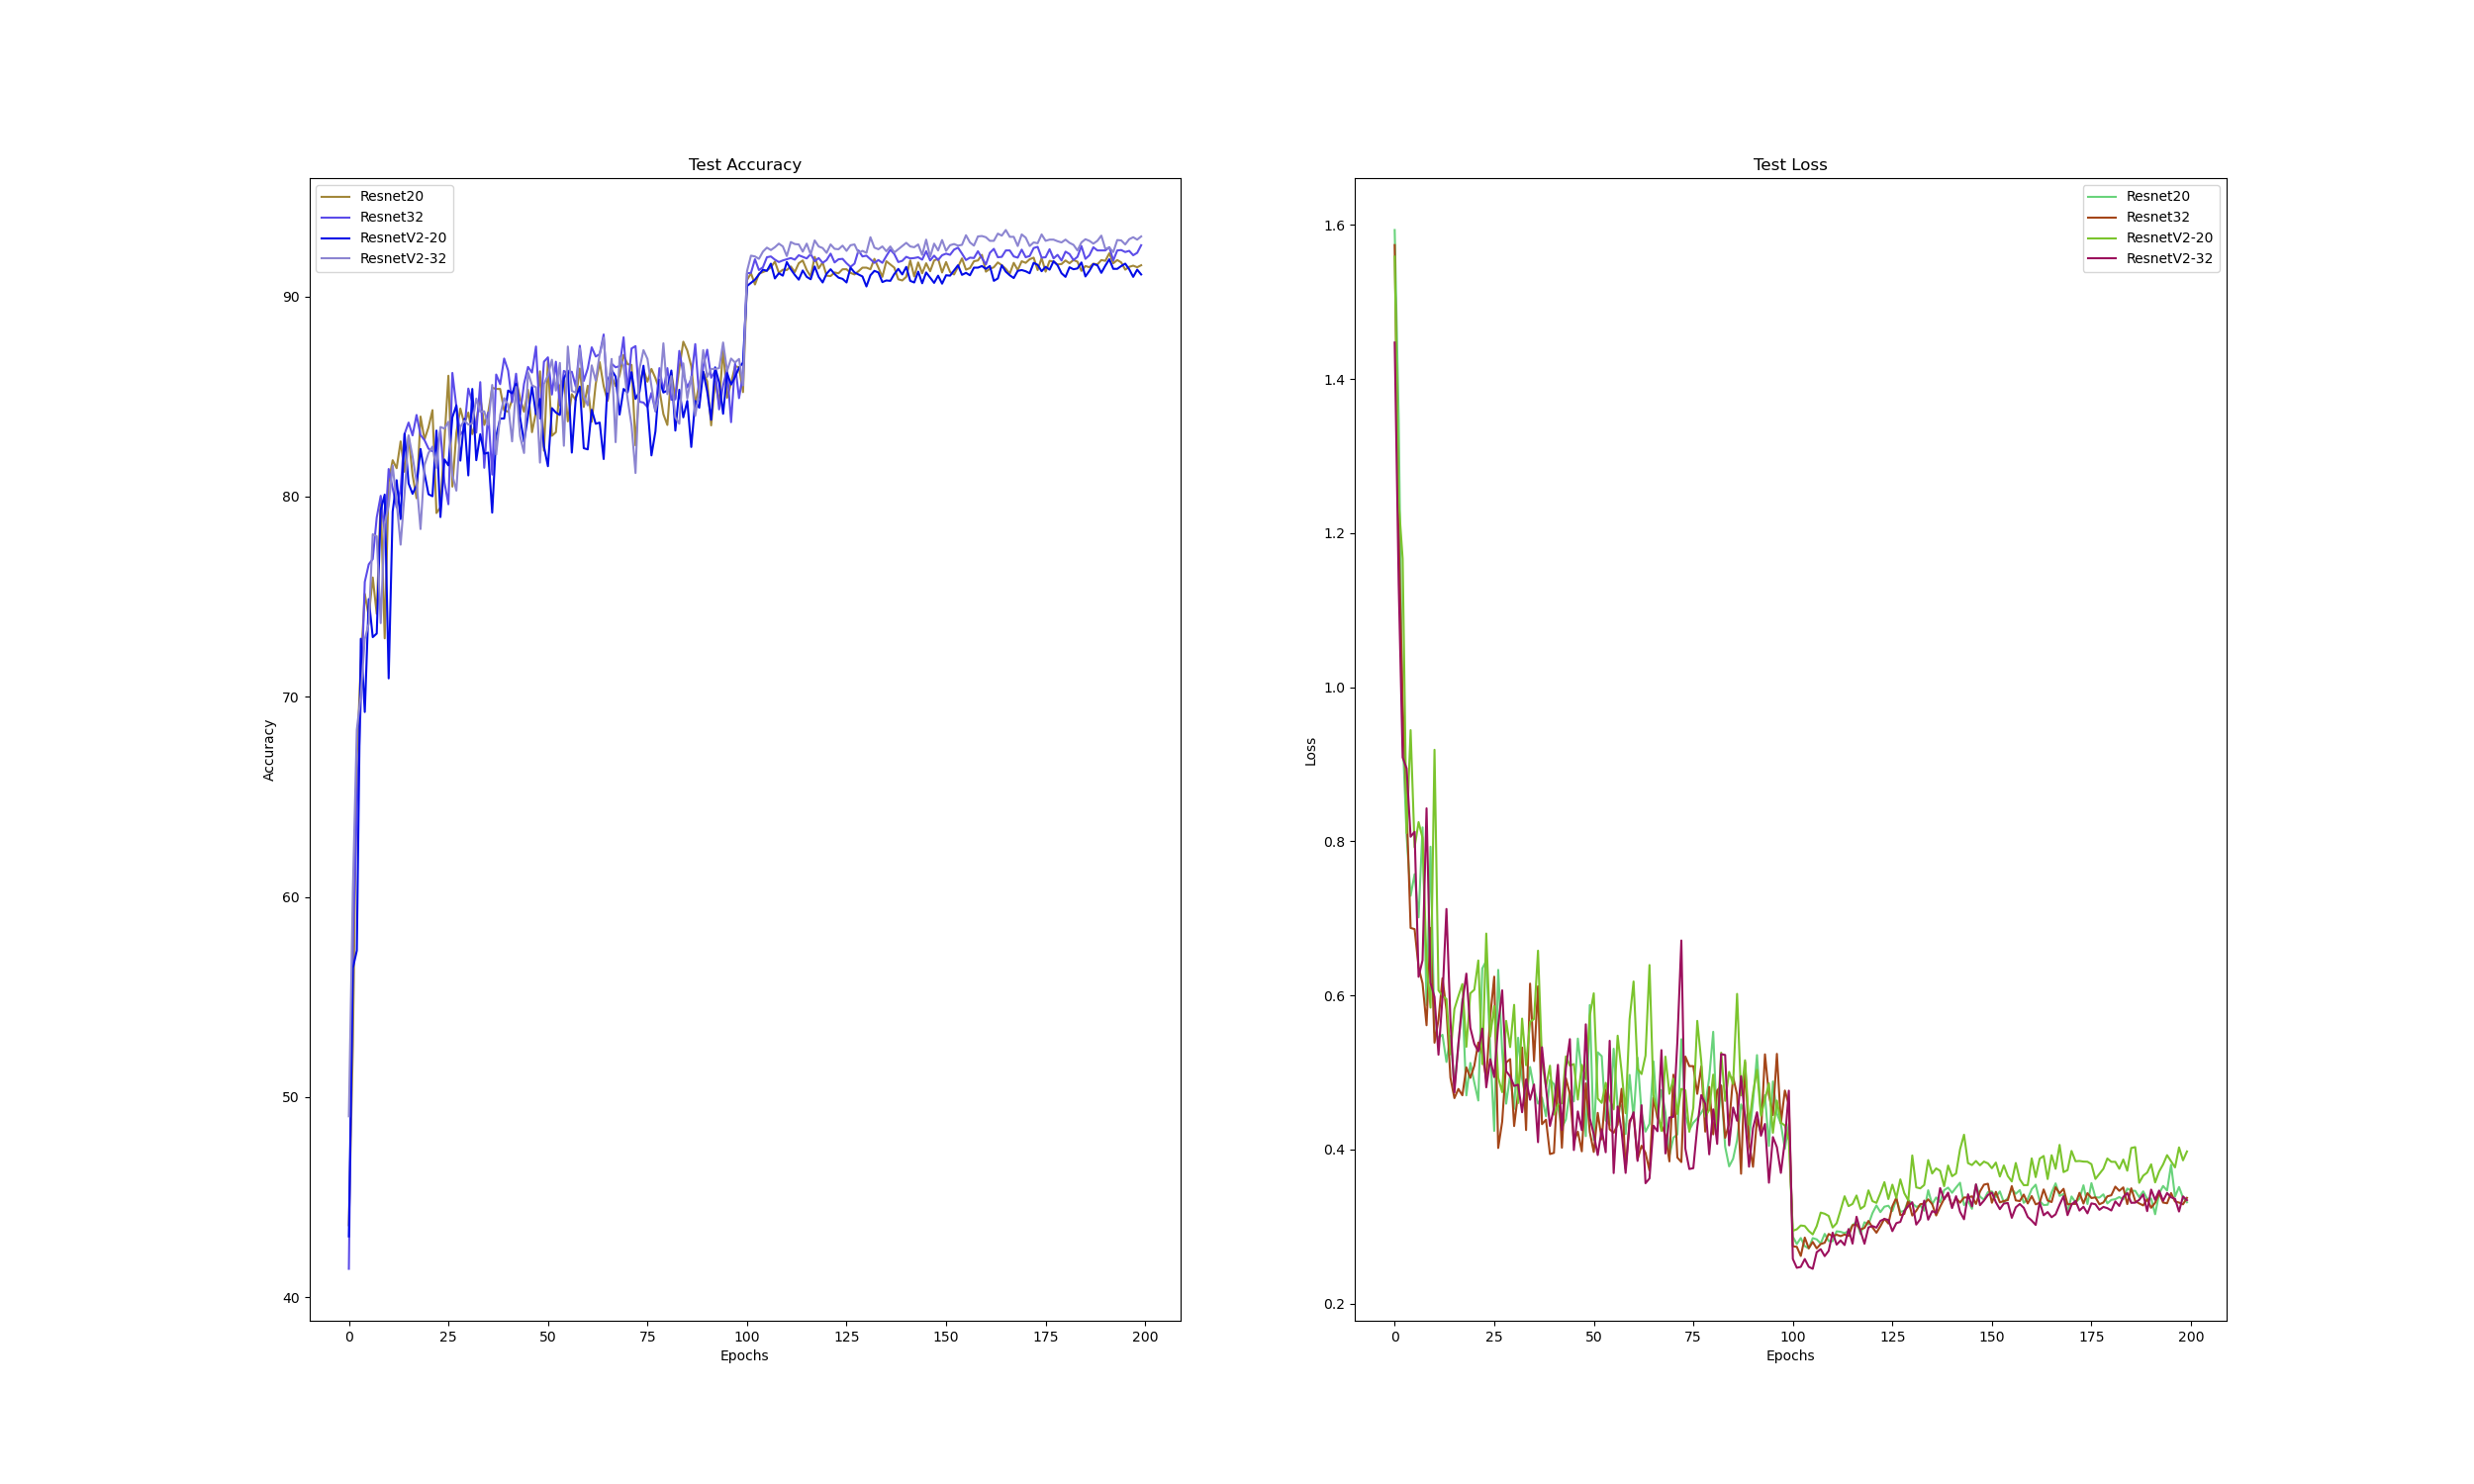 Test Accuracy
Resnet20
Resnet32
ResnetV2-20
ResnetV2-32
90
80
70
60
50
40
Accuracy
0 25 50 75 100 125 150 175 200
Epochs
Test Loss
Resnet20
Resnet32
ResnetV2-20
ResnetV2-32
1.6
1.4
1.2
1.0
0.8
0.6
0.4
0.2
Loss
0 25 50 75 100 125 150 175 200
Epochs